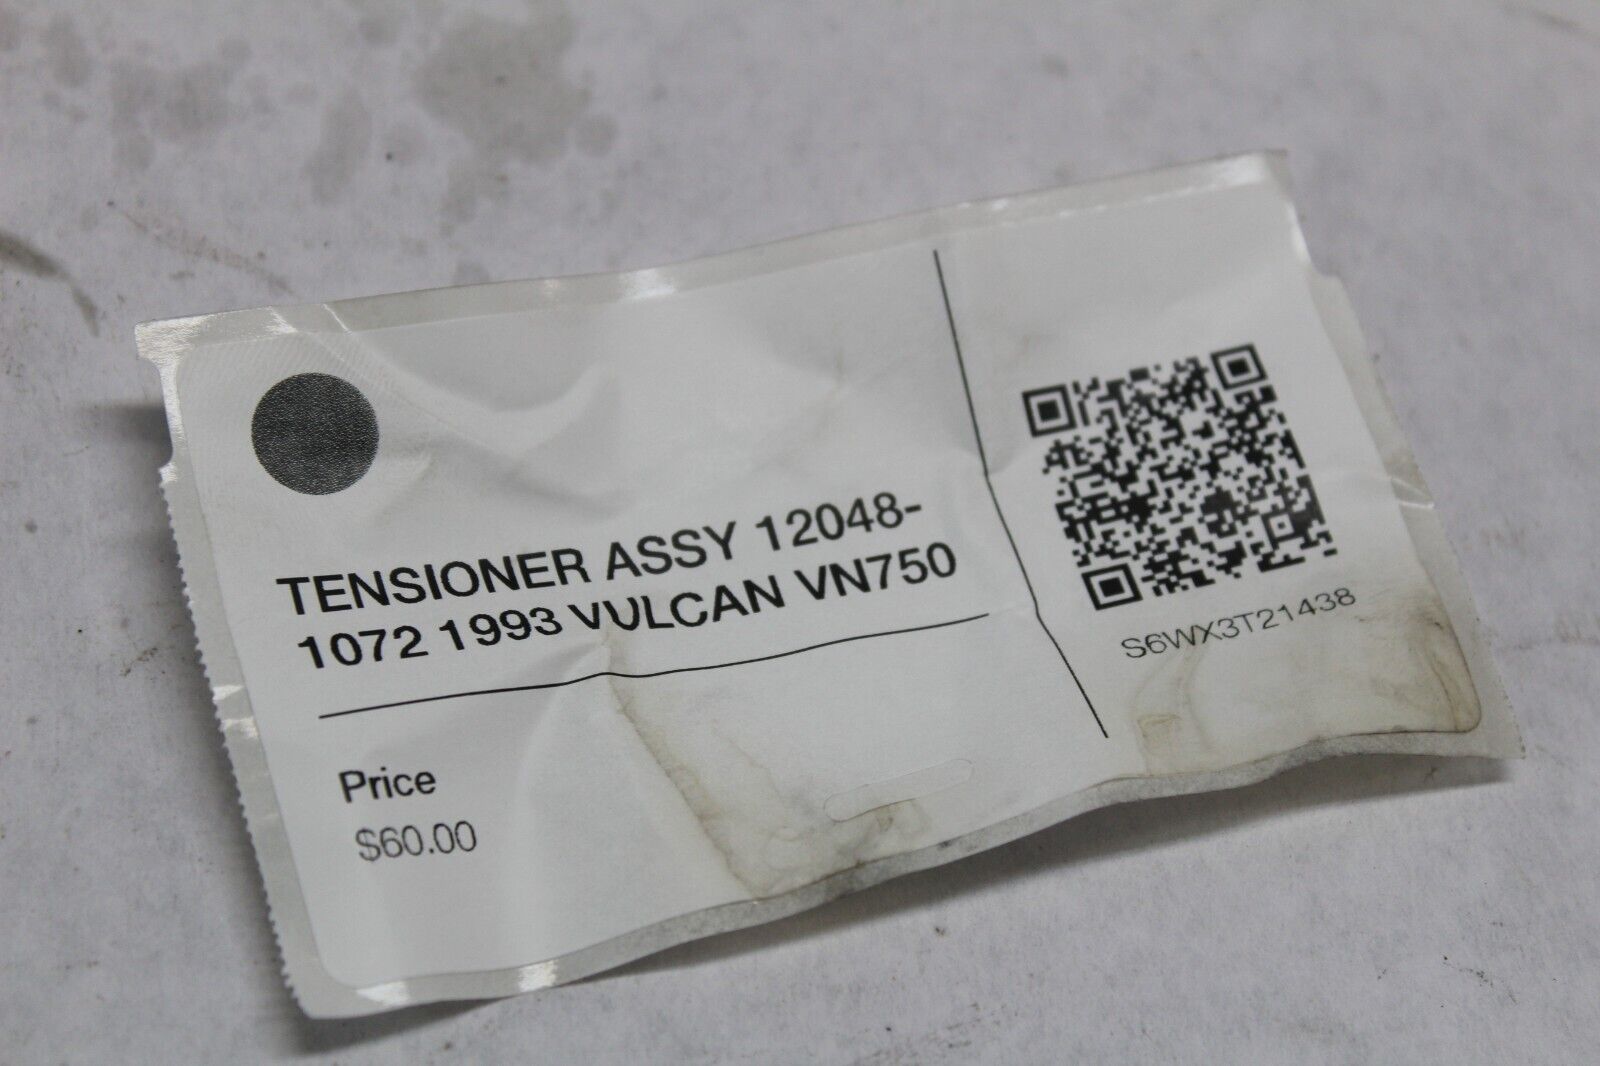 TENSIONER ASSY 12048-
1072 1993 VULCAN VN750
Price
$60.00
S6WX3T21438